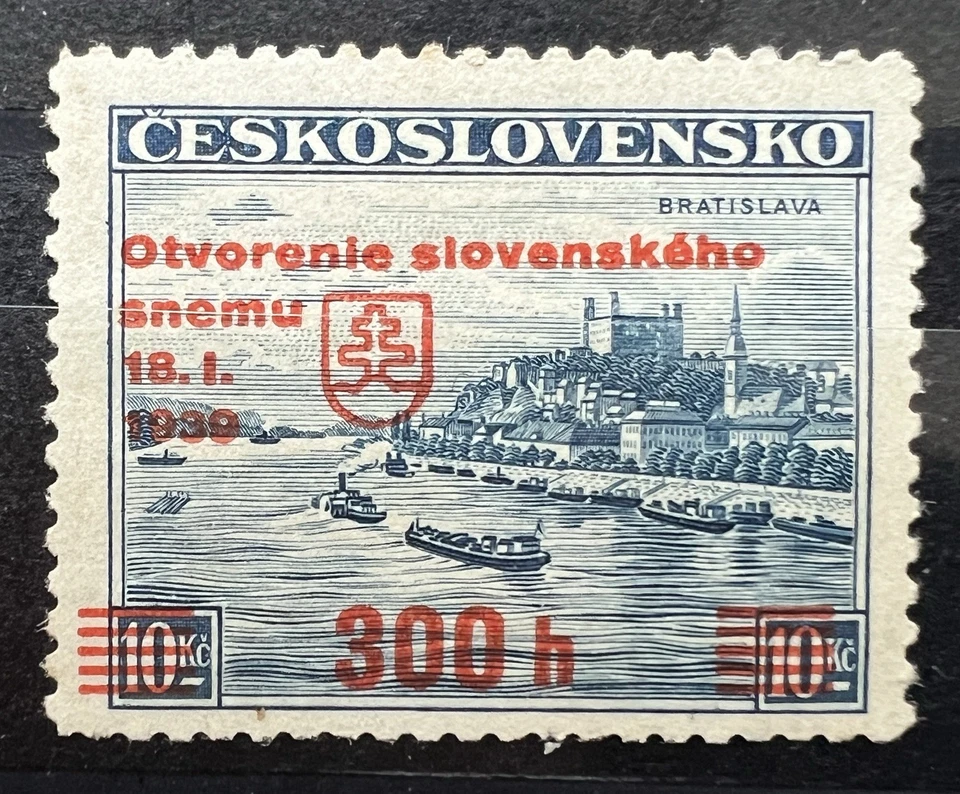 ČESKOSLOVENSKO
BRATISLAVA
Otvorenie slovenského
snemu
18. I.
1939
300 h
10 Kč
10 Kč